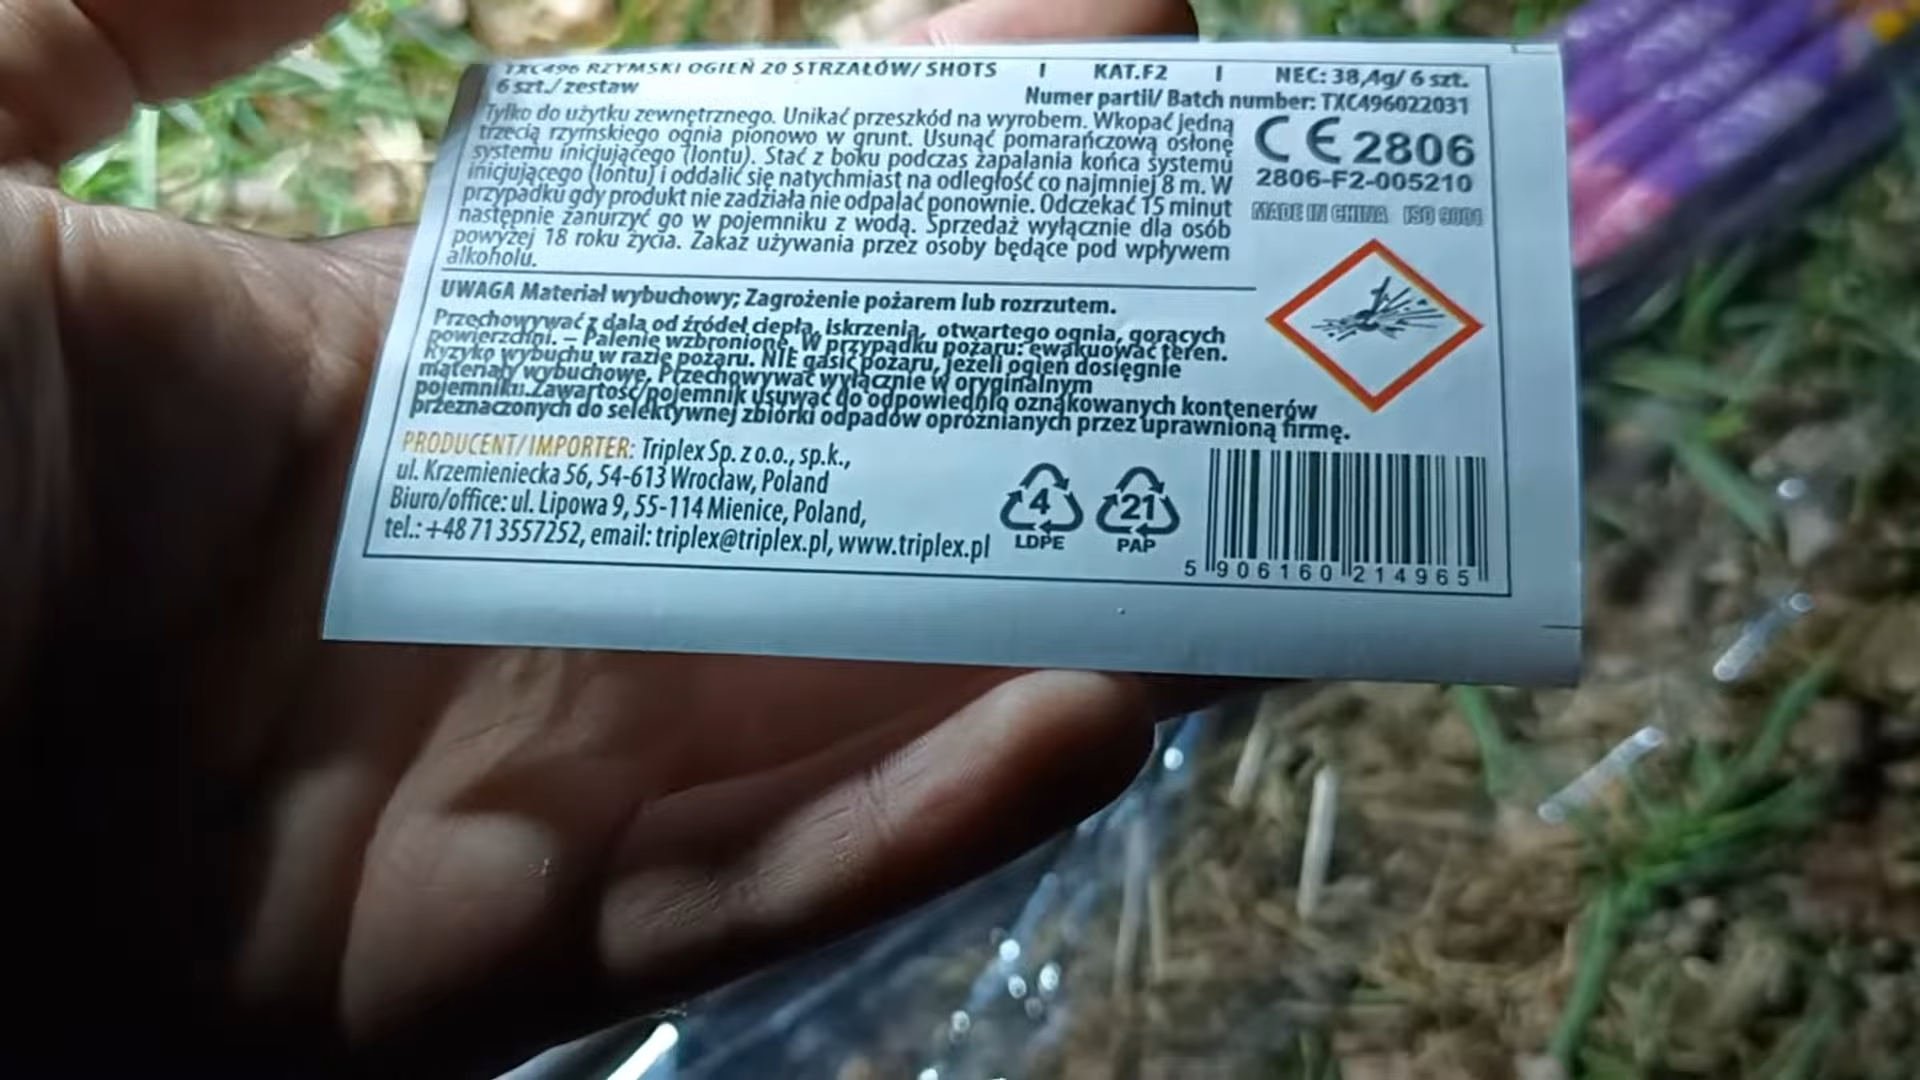 TXC496 RZYMSKI OGIEŃ 20 STRZAŁÓW/ SHOTS | KAT.F2 | NEC: 38,4g/ 6 szt.
6 szt./ zestaw
Numer partii/ Batch number: TXC496022031
Tylko do użytku zewnętrznego. Unikać przeszkód na wyrobem. Wkopać jedną
trzecią rzymskiego ognia pionowo w grunt. Usunąć pomarańczową osłonę
systemu inicjującego (lontu). Stać z boku podczas zapalania końca systemu
inicjującego (lontu) i oddalić się natychmiast na odległość co najmniej 8 m. W
przypadku gdy produkt nie zadziała nie odpalać ponownie. Odczekać 15 minut
następnie zanurzyć go w pojemniku z wodą. Sprzedaż wyłącznie dla osób
powyżej 18 roku życia. Zakaz używania przez osoby będące pod wpływem
alkoholu.
CE 2806
2806-F2-005210
MADE IN CHINA ISO 9001
UWAGA Materiał wybuchowy; Zagrożenie pożarem lub rozrzutem.
Przechowywać z dala od źródeł ciepła, iskrzenia, otwartego ognia, gorących
powierzchni. – Palenie wzbronione. W przypadku pożaru: ewakuować teren.
Ryzyko wybuchu w razie pożaru. NIE gasić pożaru, jeżeli ogień dosięgnie
materiały wybuchowe. Przechowywać wyłącznie w oryginalnym
pojemniku. Zawartość/pojemnik usuwać do odpowiednio oznakowanych kontenerów
przeznaczonych do selektywnej zbiórki odpadów opróżnianych przez uprawnioną firmę.
PRODUCENT/ IMPORTER: Triplex Sp. z o.o., sp.k.,
ul. Krzemieniecka 56, 54-613 Wrocław, Poland
Biuro/office: ul. Lipowa 9, 55-114 Mienice, Poland,
tel.: +48 71 3557252, email: triplex@triplex.pl, www.triplex.pl
4 21
LDPE PAP
5 906160 214965